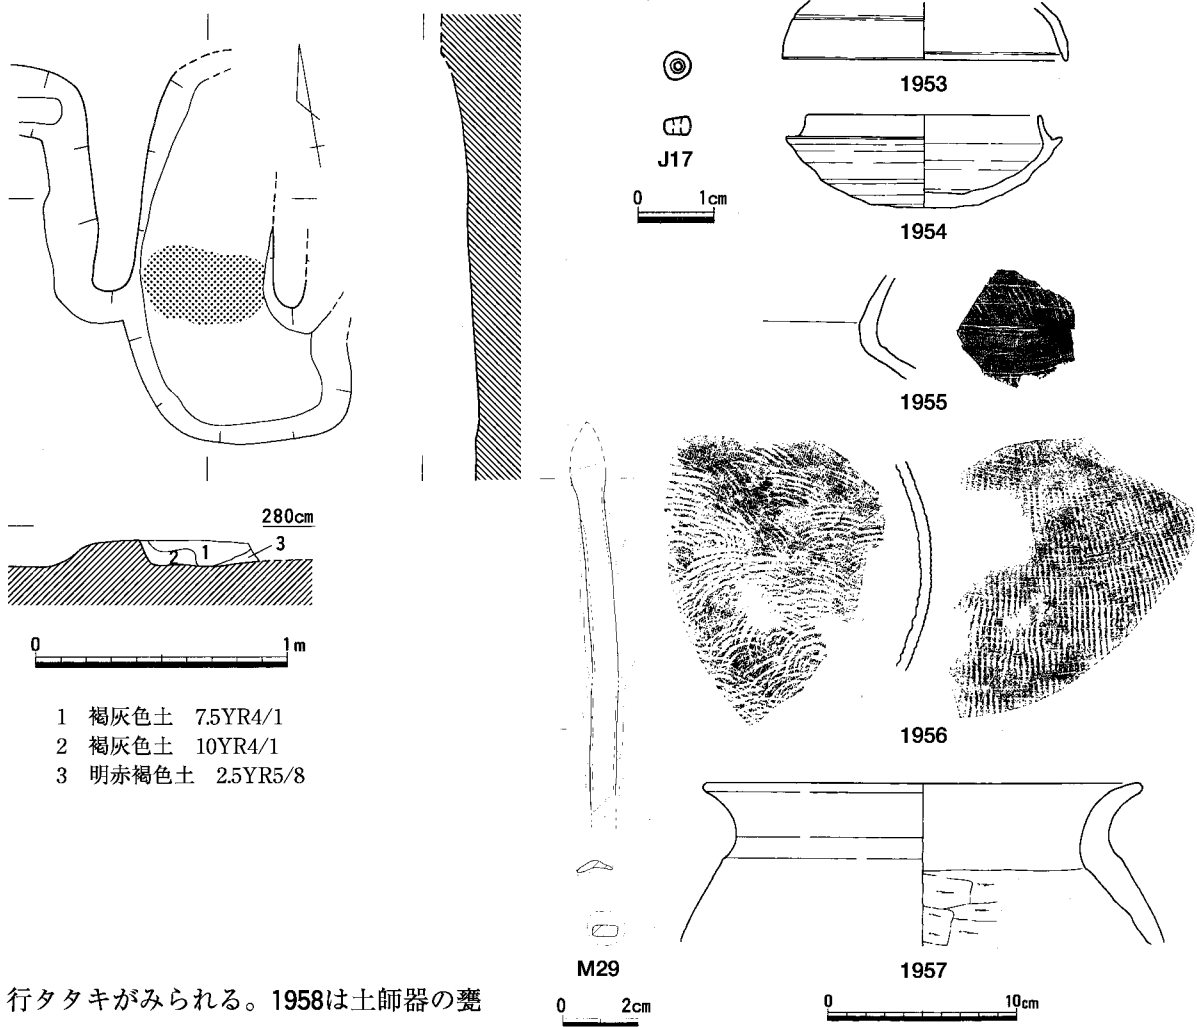 280cm
1
2
3
0 1m
1 褐灰色土 7.5YR4/1
2 褐灰色土 10YR4/1
3 明赤褐色土 2.5YR5/8
行タタキがみられる。1958は土師器の甕
J17
0 1cm
M29
0 2cm
1953
1954
1955
1956
1957
0 10cm